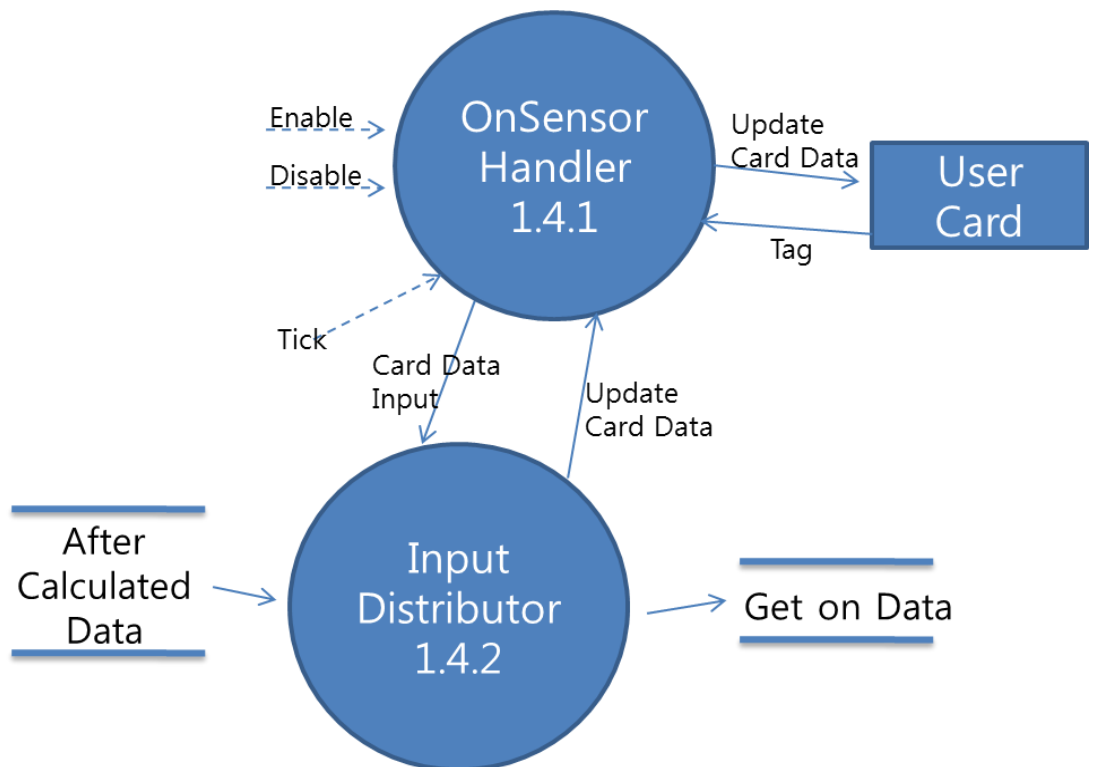 Enable
Disable
OnSensor
Handler
1.4.1
Update
Card Data
User
Card
Tag
Tick
Card Data
Input
Update
Card Data
After
Calculated
Data
Input
Distributor
1.4.2
Get on Data